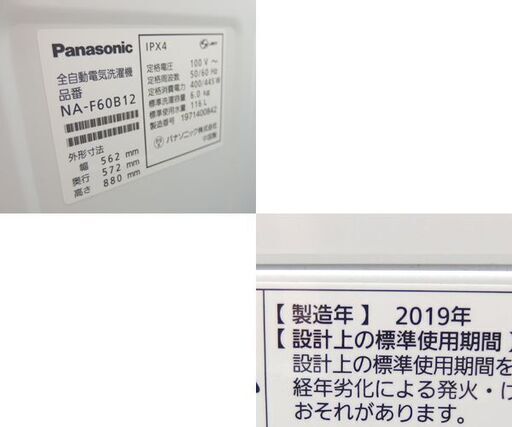 Panasonic
全自動電気洗濯機
品番
NA-F60B12
外形寸法
幅 562 mm
奥行 572 mm
高さ 880 mm
IPX4
定格電圧 100 V ~
定格周波数 50/60 Hz
定格消費電力 400/445 W
標準洗濯容量 6.0 kg
標準使用水量 116 L
製造番号 1971400842
パナソニック株式会社
中国製
【 製造年 】 2019年
【 設計上の標準使用期間 】
設計上の標準使用期間を
経年劣化による発火・け
おそれがあります。